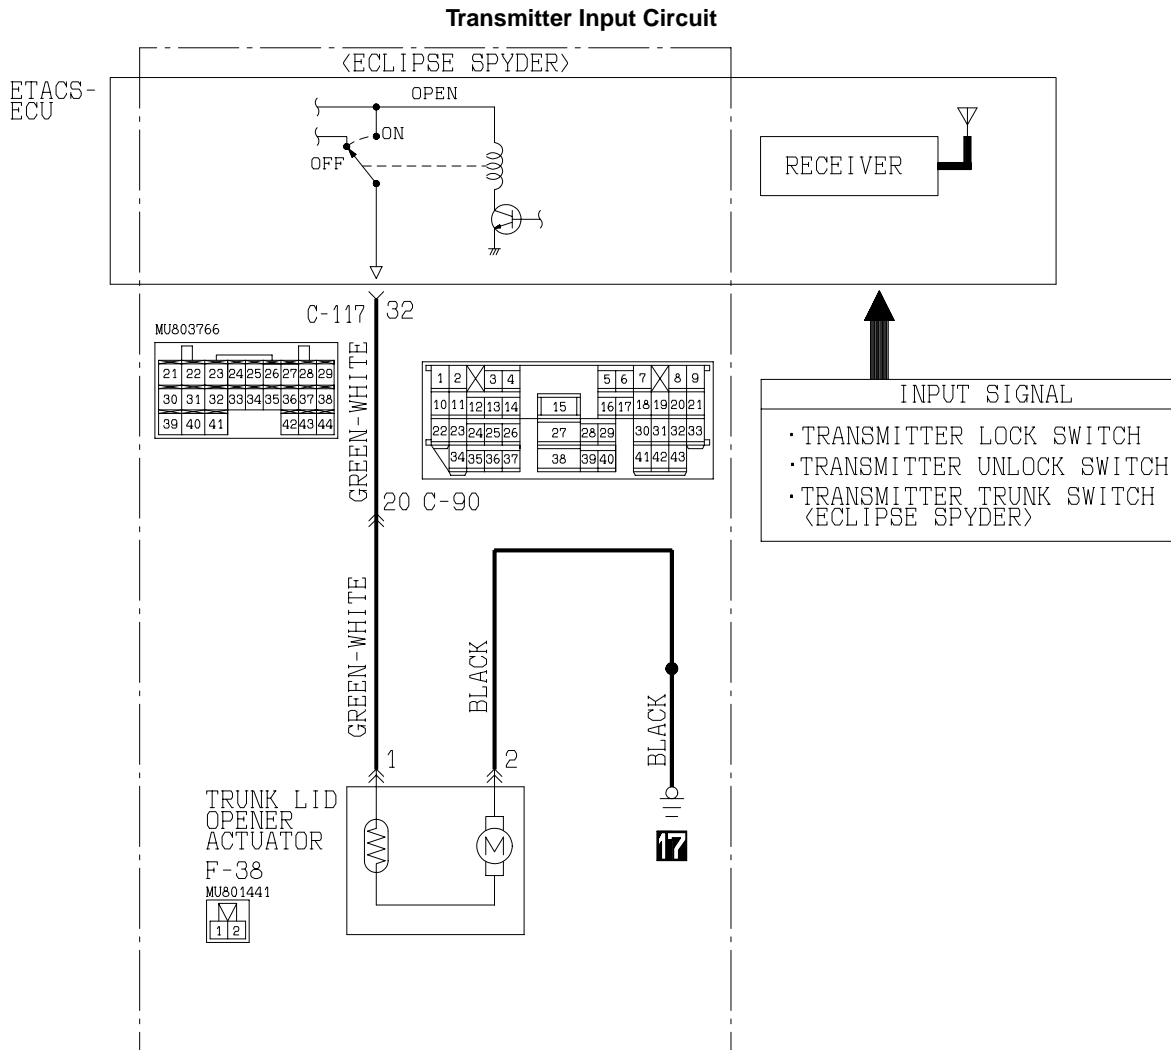 Transmitter Input Circuit
〈ECLIPSE SPYDER〉
ETACS-
ECU
OPEN
ON
OFF
RECEIVER
C-117
32
MU803766
21 22 23 24 25 26 27 28 29
30 31 32 33 34 35 36 37 38
39 40 41 42 43 44
GREEN-WHITE
1 2 3 4 5 6 7 8 9
10 11 12 13 14 15 16 17 18 19 20 21
22 23 24 25 26 27 28 29 30 31 32 33
34 35 36 37 38 39 40 41 42 43
INPUT SIGNAL
·TRANSMITTER LOCK SWITCH
·TRANSMITTER UNLOCK SWITCH
·TRANSMITTER TRUNK SWITCH
〈ECLIPSE SPYDER〉
20 C-90
GREEN-WHITE
BLACK
BLACK
1
2
TRUNK LID
OPENER
ACTUATOR
F-38
MU801441
1 2
M
17